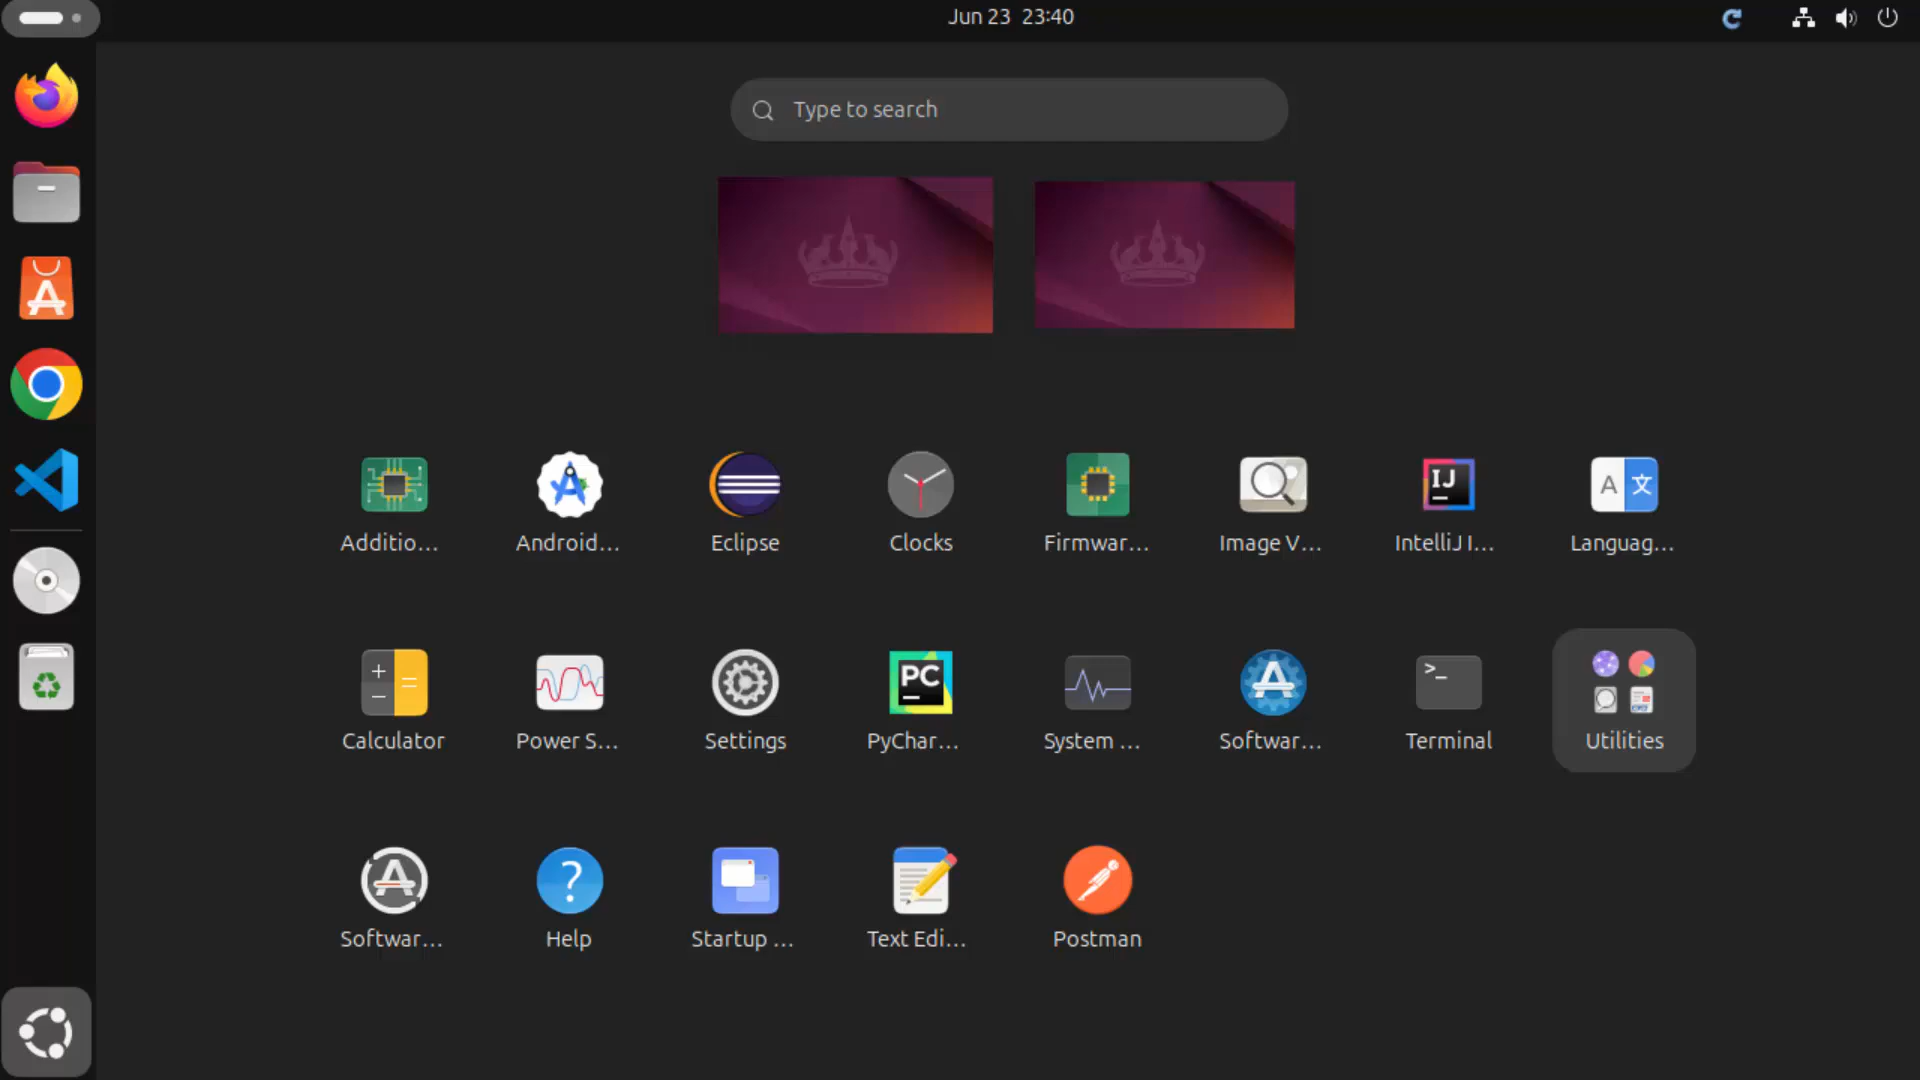 Jun 23 23:40
Type to search
Additio...
Android...
Eclipse
Clocks
Firmwar...
Image V...
IntelliJ I...
Languag...
Calculator
Power S...
Settings
PyChar...
System ...
Softwar...
Terminal
Utilities
Softwar...
Help
Startup ...
Text Edi...
Postman